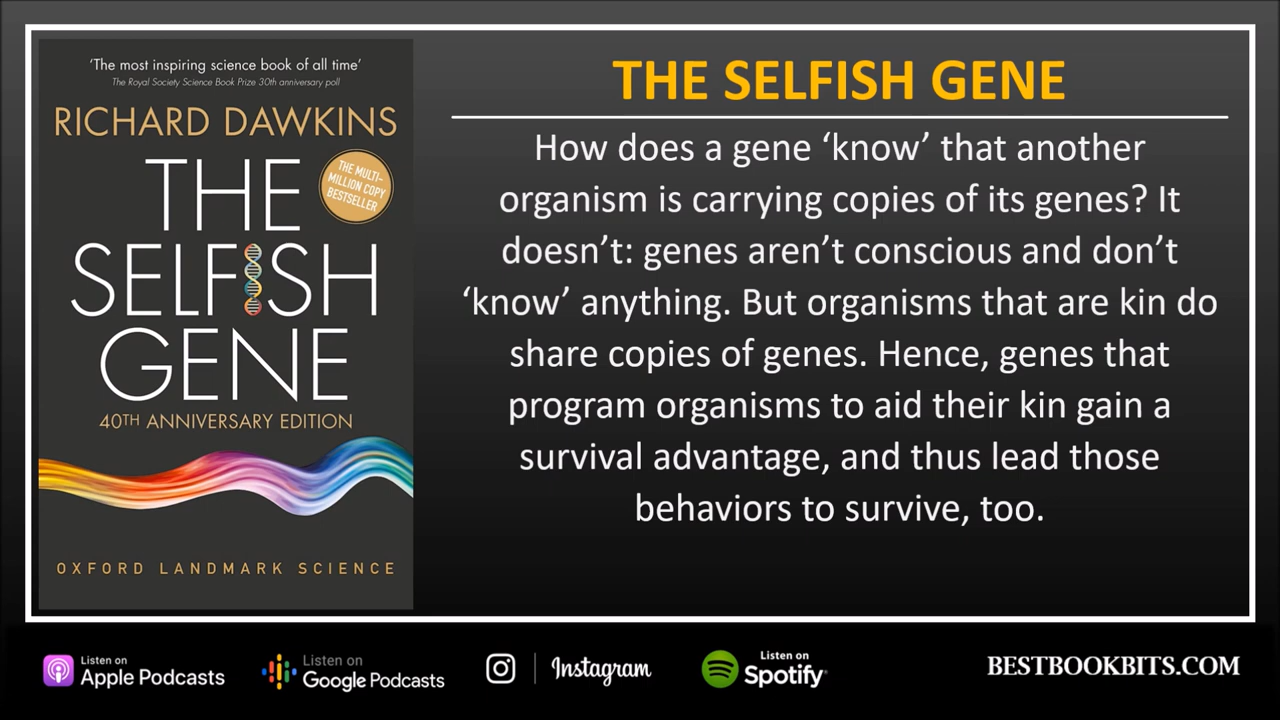 'The most inspiring science book of all time'
The Royal Society Science Book Prize 30th anniversary poll
RICHARD DAWKINS
THE
SELFISH
GENE
THE MULTI-
MILLION COPY
BESTSELLER
40TH ANNIVERSARY EDITION
OXFORD LANDMARK SCIENCE
THE SELFISH GENE
How does a gene ‘know’ that another
organism is carrying copies of its genes? It
doesn’t: genes aren’t conscious and don’t
‘know’ anything. But organisms that are kin do
share copies of genes. Hence, genes that
program organisms to aid their kin gain a
survival advantage, and thus lead those
behaviors to survive, too.
Listen on
Apple Podcasts
Listen on
Google Podcasts
Instagram
Listen on
Spotify
BESTBOOKBITS.COM